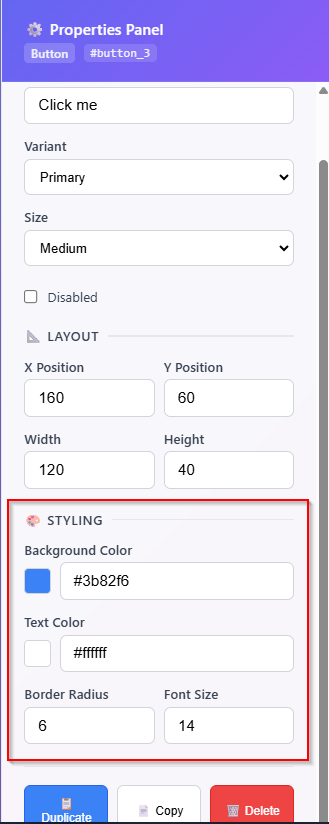 Properties Panel
Button #button_3
Click me
Variant
Primary
Size
Medium
Disabled
LAYOUT
X Position Y Position
160 60
Width Height
120 40
STYLING
Background Color
#3b82f6
Text Color
#ffffff
Border Radius Font Size
6 14
Duplicate Copy Delete